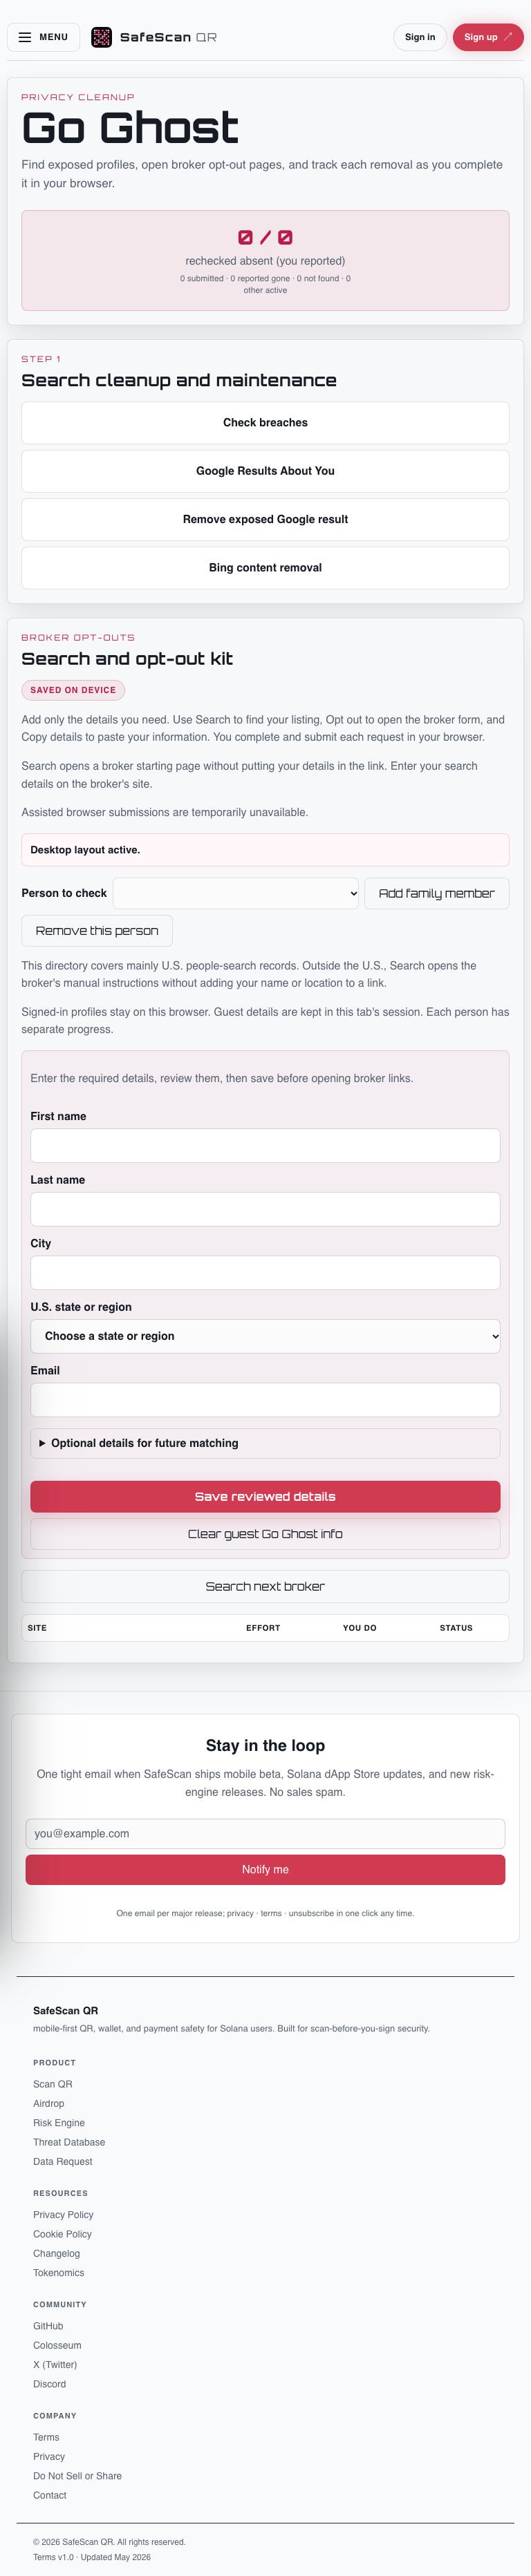 MENU
SafeScan QR
Sign in
Sign up ↗
PRIVACY CLEANUP
Go Ghost
Find exposed profiles, open broker opt-out pages, and track each removal as you complete
it in your browser.
0 / 0
rechecked absent (you reported)
0 submitted · 0 reported gone · 0 not found · 0
other active
STEP 1
Search cleanup and maintenance
Check breaches
Google Results About You
Remove exposed Google result
Bing content removal
BROKER OPT-OUTS
Search and opt-out kit
SAVED ON DEVICE
Add only the details you need. Use Search to find your listing, Opt out to open the broker form, and
Copy details to paste your information. You complete and submit each request in your browser.
Search opens a broker starting page without putting your details in the link. Enter your search
details on the broker's site.
Assisted browser submissions are temporarily unavailable.
Desktop layout active.
Person to check
Add family member
Remove this person
This directory covers mainly U.S. people-search records. Outside the U.S., Search opens the
broker's manual instructions without adding your name or location to a link.
Signed-in profiles stay on this browser. Guest details are kept in this tab's session. Each person has
separate progress.
Enter the required details, review them, then save before opening broker links.
First name
Last name
City
U.S. state or region
Choose a state or region
Email
Optional details for future matching
Save reviewed details
Clear guest Go Ghost info
Search next broker
SITE EFFORT YOU DO STATUS
Stay in the loop
One tight email when SafeScan ships mobile beta, Solana dApp Store updates, and new risk-
engine releases. No sales spam.
you@example.com
Notify me
One email per major release; privacy · terms · unsubscribe in one click any time.
SafeScan QR
mobile-first QR, wallet, and payment safety for Solana users. Built for scan-before-you-sign security.
PRODUCT
Scan QR
Airdrop
Risk Engine
Threat Database
Data Request
RESOURCES
Privacy Policy
Cookie Policy
Changelog
Tokenomics
COMMUNITY
GitHub
Colosseum
X (Twitter)
Discord
COMPANY
Terms
Privacy
Do Not Sell or Share
Contact
© 2026 SafeScan QR. All rights reserved.
Terms v1.0 · Updated May 2026